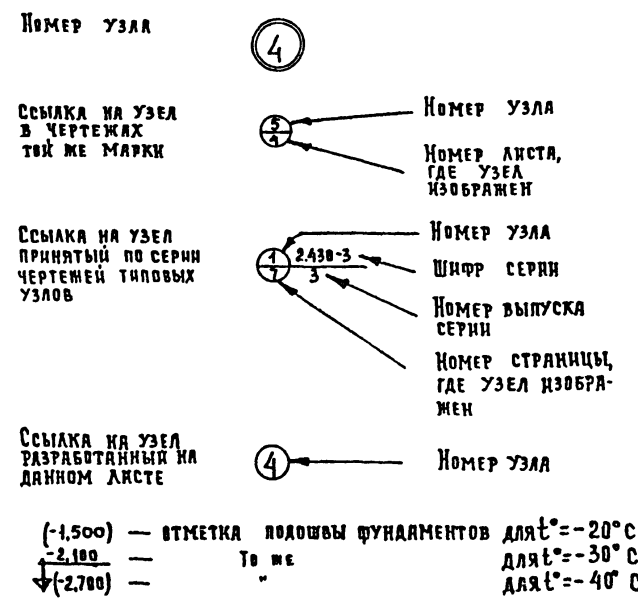 Номер узла
4
Ссылка на узел
в чертежах
той же марки
5
4
Номер узла
Номер листа,
где узел
изображен
Ссылка на узел
принятый по серии
чертежей типовых
узлов
1
7
2.430-3
3
Номер узла
Шифр серии
Номер выпуска
серии
Номер страницы,
где узел изобра-
жен
Ссылка на узел
разработанный на
данном листе
4
Номер узла
(-1,500) — отметка подошвы фундаментов для t°=-20°С
-2,100 — То же для t°=-30°С
(-2,700) — " для t°=-40°С